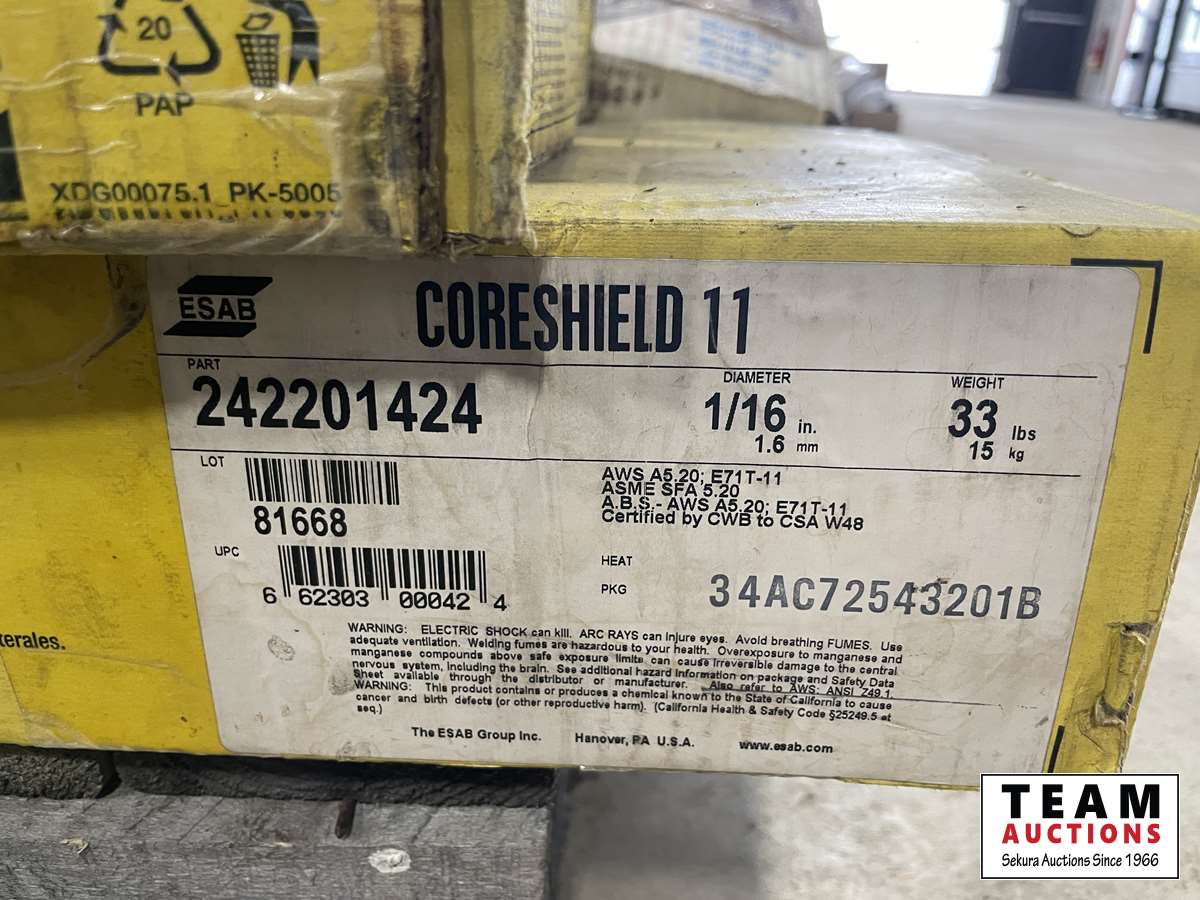 20
PAP
XDG00075.1 PK-5005
ESAB
CORESHIELD 11
PART
242201424
DIAMETER
1/16 in.
1.6 mm
WEIGHT
33 lbs
15 kg
LOT
81668
UPC
6 62303 00042 4
AWS A5.20; E71T-11
ASME SFA 5.20
A.B.S.- AWS A5.20; E71T-11
Certified by CWB to CSA W48
HEAT
PKG
34AC72543201B
terales.
WARNING: ELECTRIC SHOCK can kill. ARC RAYS can injure eyes. Avoid breathing FUMES. Use
adequate ventilation. Welding fumes are hazardous to your health. Overexposure to manganese and
manganese compounds above safe exposure limits can cause irreversible damage to the central
nervous system, including the brain. See additional hazard information on package and Safety Data
Sheet available through the distributor or manufacturer. Also refer to AWS: ANSI Z49.1.
WARNING: This product contains or produces a chemical known to the State of California to cause
cancer and birth defects (or other reproductive harm). (California Health & Safety Code §25249.5 et
seq.)
The ESAB Group Inc. Hanover, PA U.S.A. www.esab.com
TEAM
AUCTIONS
Sekura Auctions Since 1966